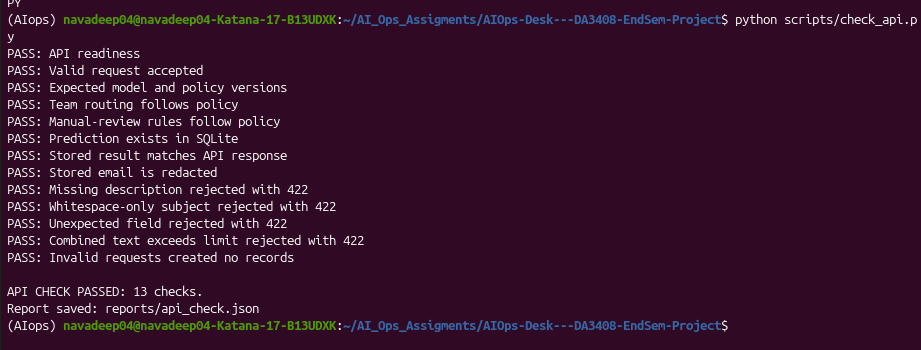 PY
(AIops) navadeep04@navadeep04-Katana-17-B13UDXK:~/AI_Ops_Assigments/AIOps-Desk---DA3408-EndSem-Project$ python scripts/check_api.p
y
PASS: API readiness
PASS: Valid request accepted
PASS: Expected model and policy versions
PASS: Team routing follows policy
PASS: Manual-review rules follow policy
PASS: Prediction exists in SQLite
PASS: Stored result matches API response
PASS: Stored email is redacted
PASS: Missing description rejected with 422
PASS: Whitespace-only subject rejected with 422
PASS: Unexpected field rejected with 422
PASS: Combined text exceeds limit rejected with 422
PASS: Invalid requests created no records

API CHECK PASSED: 13 checks.
Report saved: reports/api_check.json
(AIops) navadeep04@navadeep04-Katana-17-B13UDXK:~/AI_Ops_Assigments/AIOps-Desk---DA3408-EndSem-Project$